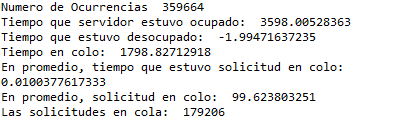 Numero de Ocurrencias  359664
Tiempo que servidor estuvo ocupado:  3598.00528363
Tiempo que estuvo desocupado:  -1.99471637235
Tiempo en colo:  1798.82712918
En promedio, tiempo que estuvo solicitud en colo:
0.0100377617333
En promedio, solicitud en colo:  99.623803251
Las solicitudes en cola:  179206